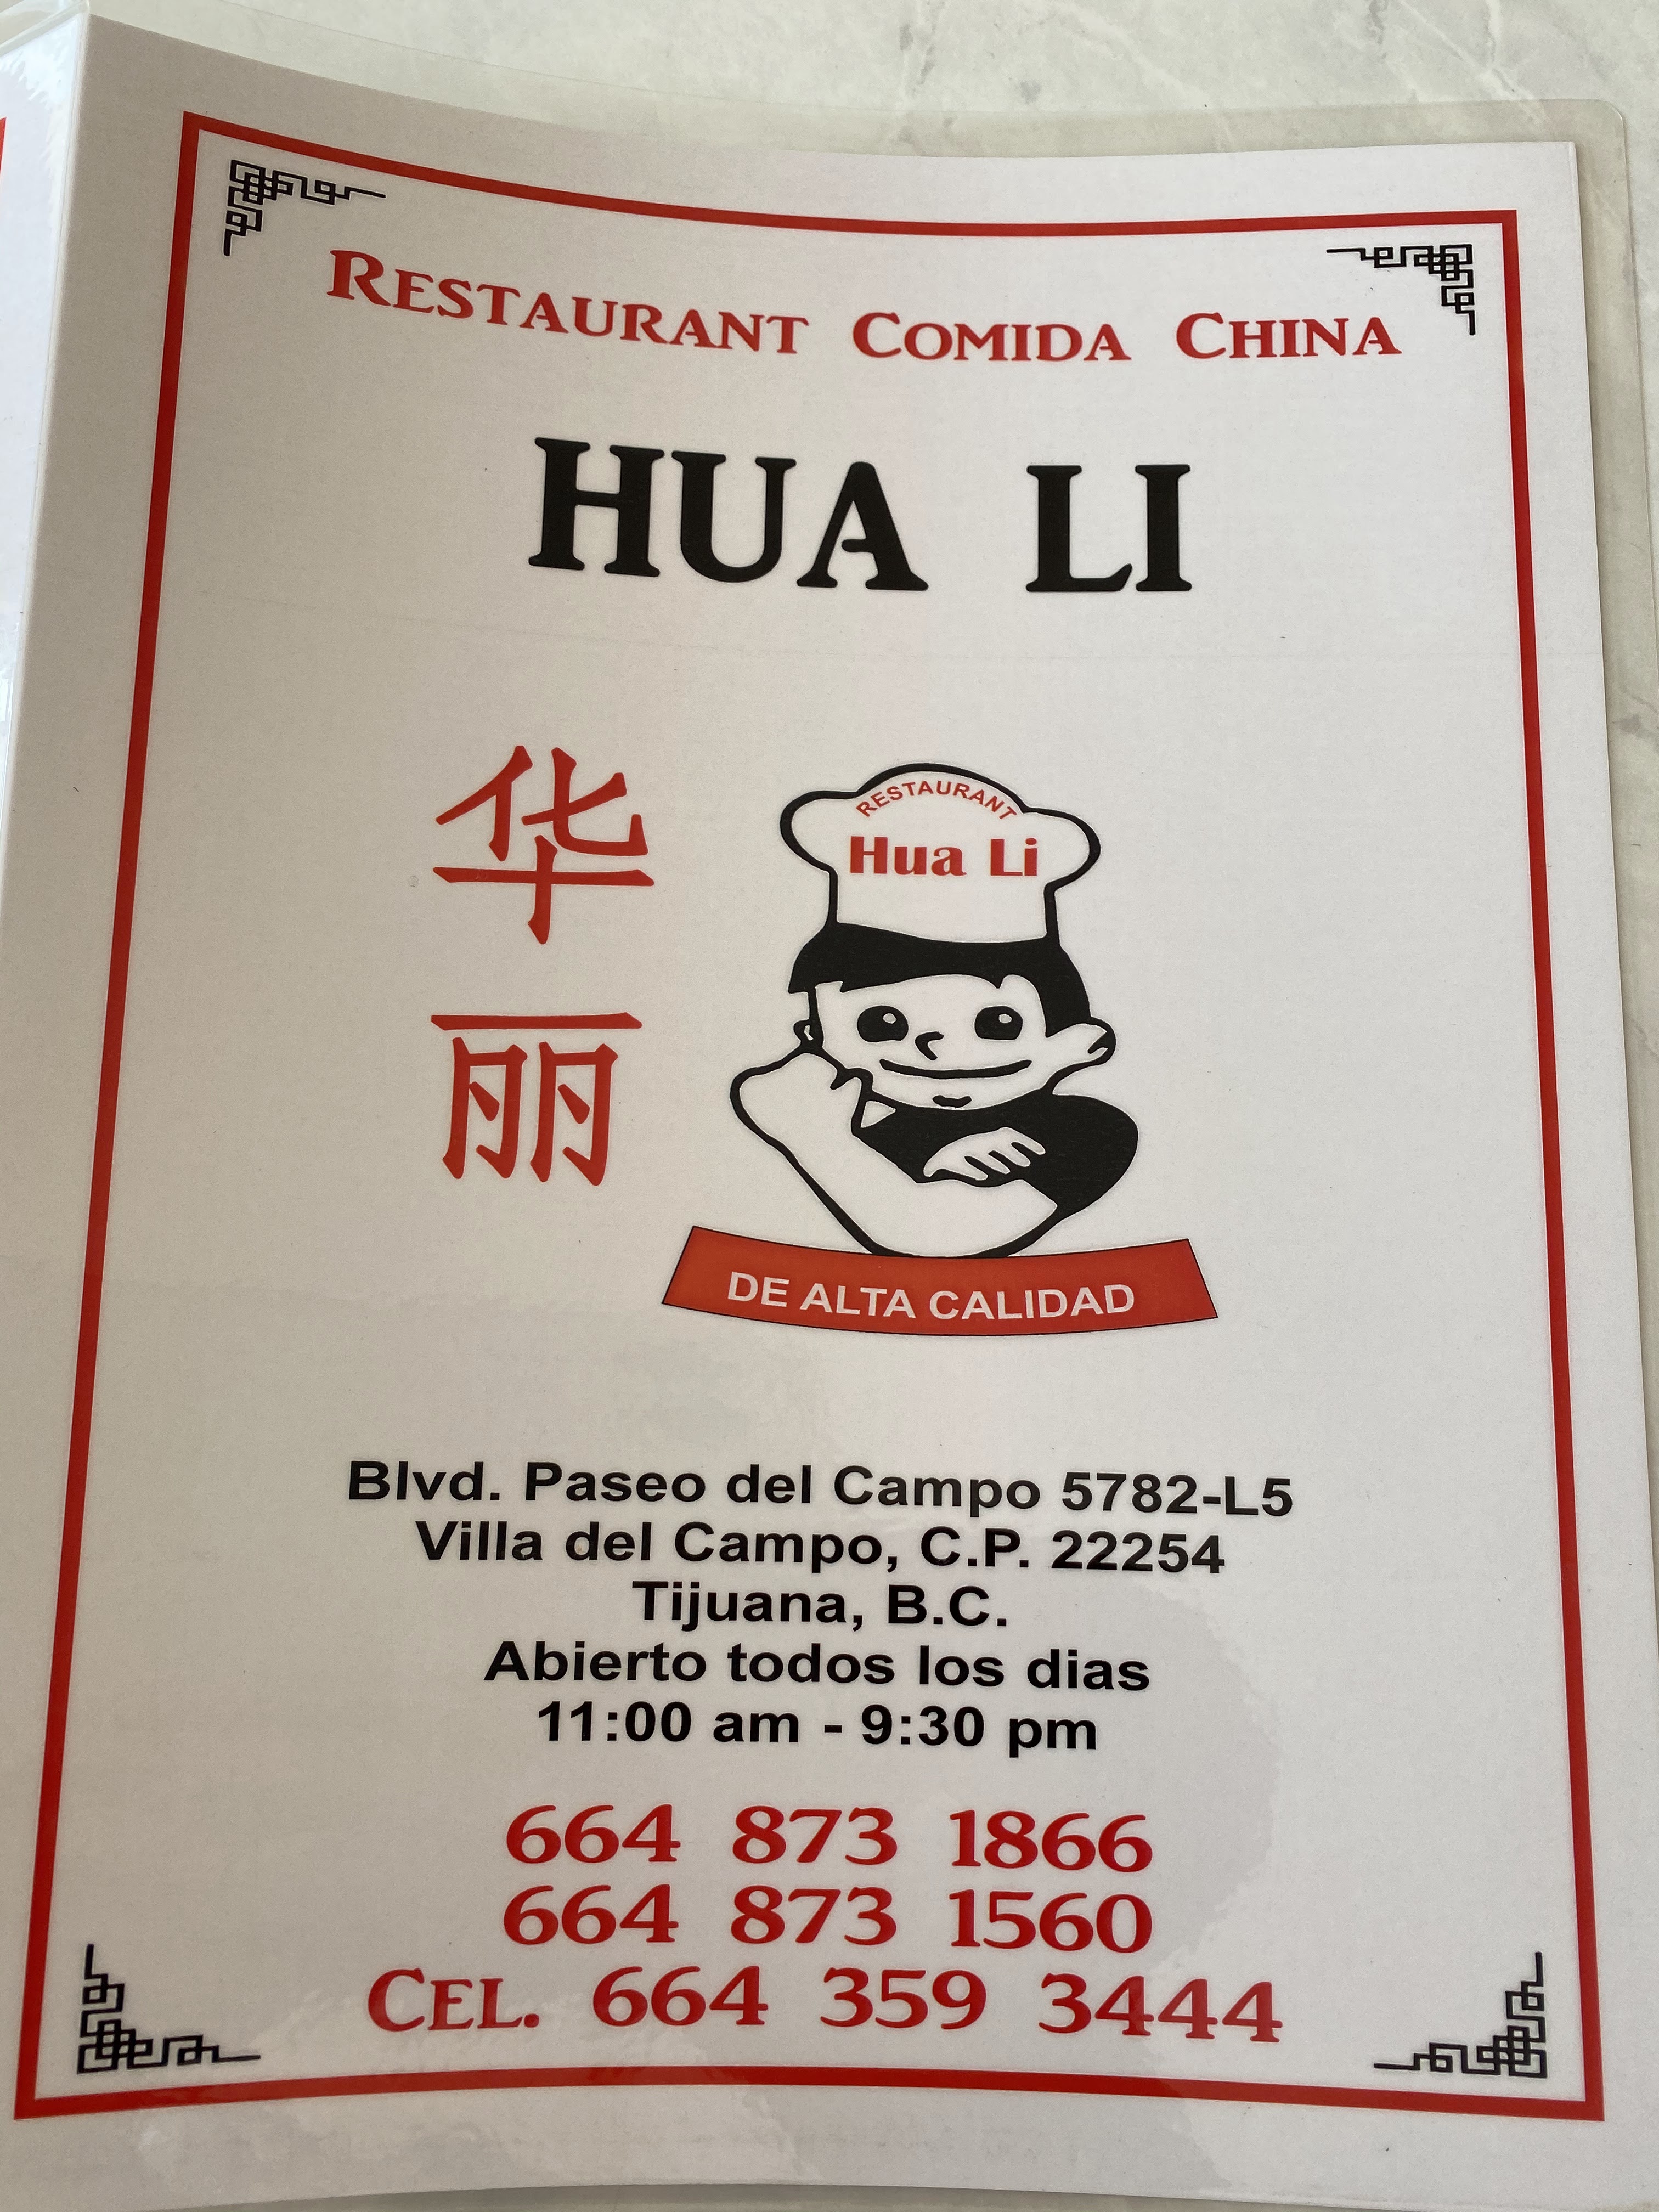 RESTAURANT COMIDA CHINA
HUA LI
华
丽
RESTAURANT
Hua Li
DE ALTA CALIDAD
Blvd. Paseo del Campo 5782-L5
Villa del Campo, C.P. 22254
Tijuana, B.C.
Abierto todos los dias
11:00 am - 9:30 pm
664 873 1866
664 873 1560
CEL. 664 359 3444